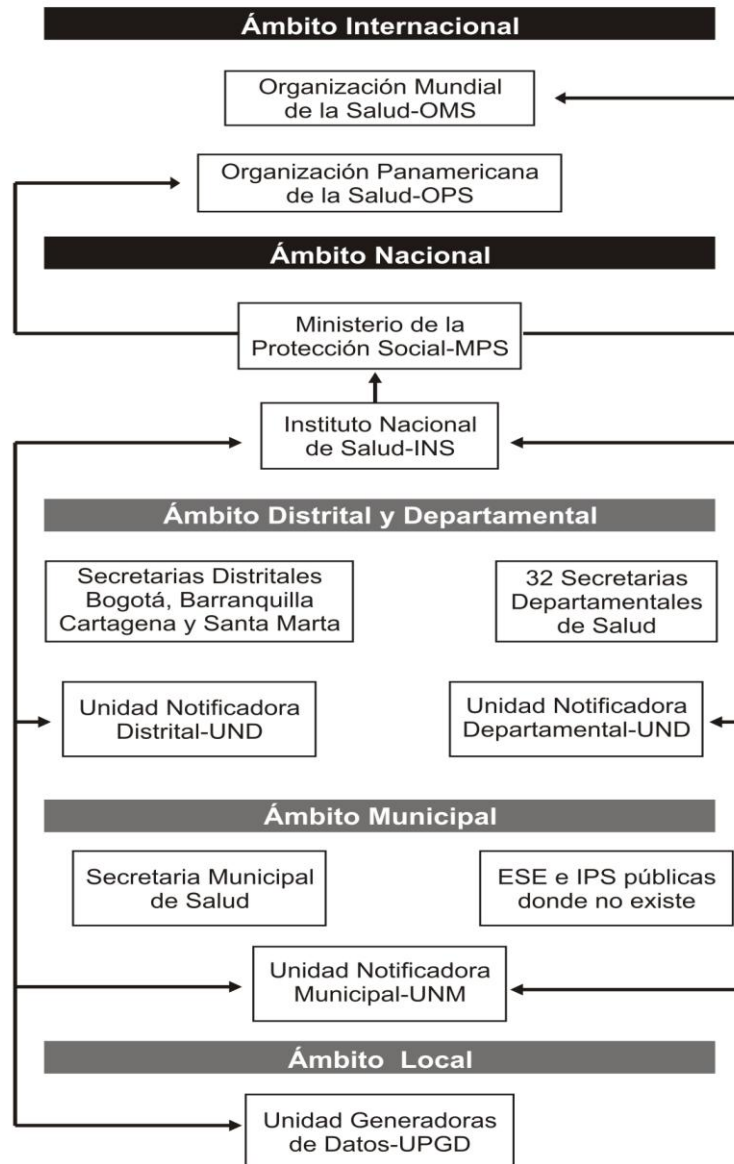 Ámbito Internacional
Organización Mundial
de la Salud-OMS
Organización Panamericana
de la Salud-OPS
Ámbito Nacional
Ministerio de la
Protección Social-MPS
Instituto Nacional
de Salud-INS
Ámbito Distrital y Departamental
Secretarias Distritales
Bogotá, Barranquilla
Cartagena y Santa Marta
32 Secretarias
Departamentales
de Salud
Unidad Notificadora
Distrital-UND
Unidad Notificadora
Departamental-UND
Ámbito Municipal
Secretaria Municipal
de Salud
ESE e IPS públicas
donde no existe
Unidad Notificadora
Municipal-UNM
Ámbito Local
Unidad Generadoras
de Datos-UPGD